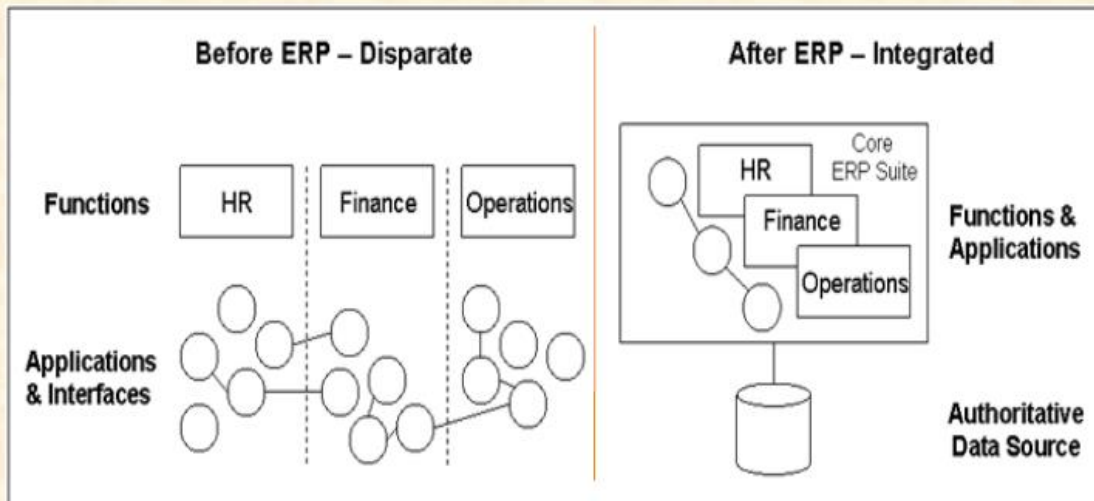 Before ERP – Disparate
Functions
HR
Finance
Operations
Applications
& Interfaces
After ERP – Integrated
Core
ERP Suite
HR
Finance
Operations
Functions &
Applications
Authoritative
Data Source